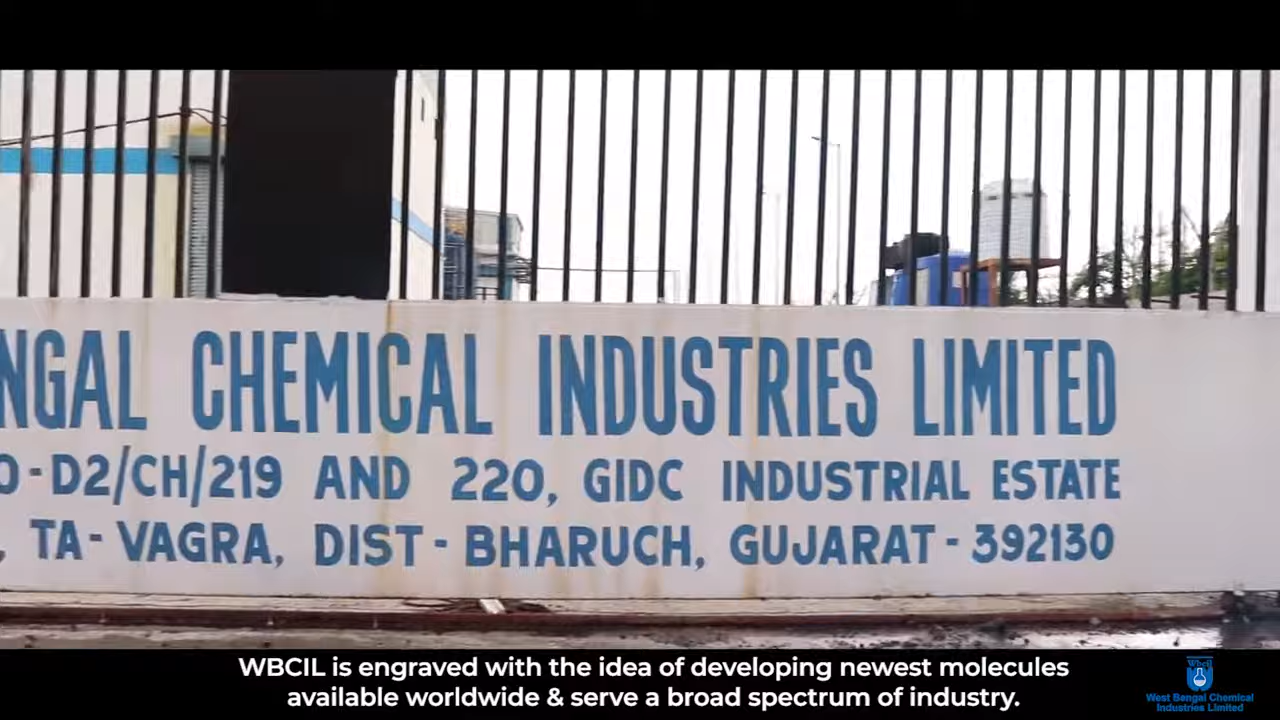 NGAL CHEMICAL INDUSTRIES LIMITED
O-D2/CH/219 AND 220, GIDC INDUSTRIAL ESTATE
, TA-VAGRA, DIST-BHARUCH, GUJARAT-392130
WBCIL is engraved with the idea of developing newest molecules
available worldwide & serve a broad spectrum of industry.
Wbcil
West Bengal Chemical
Industries Limited